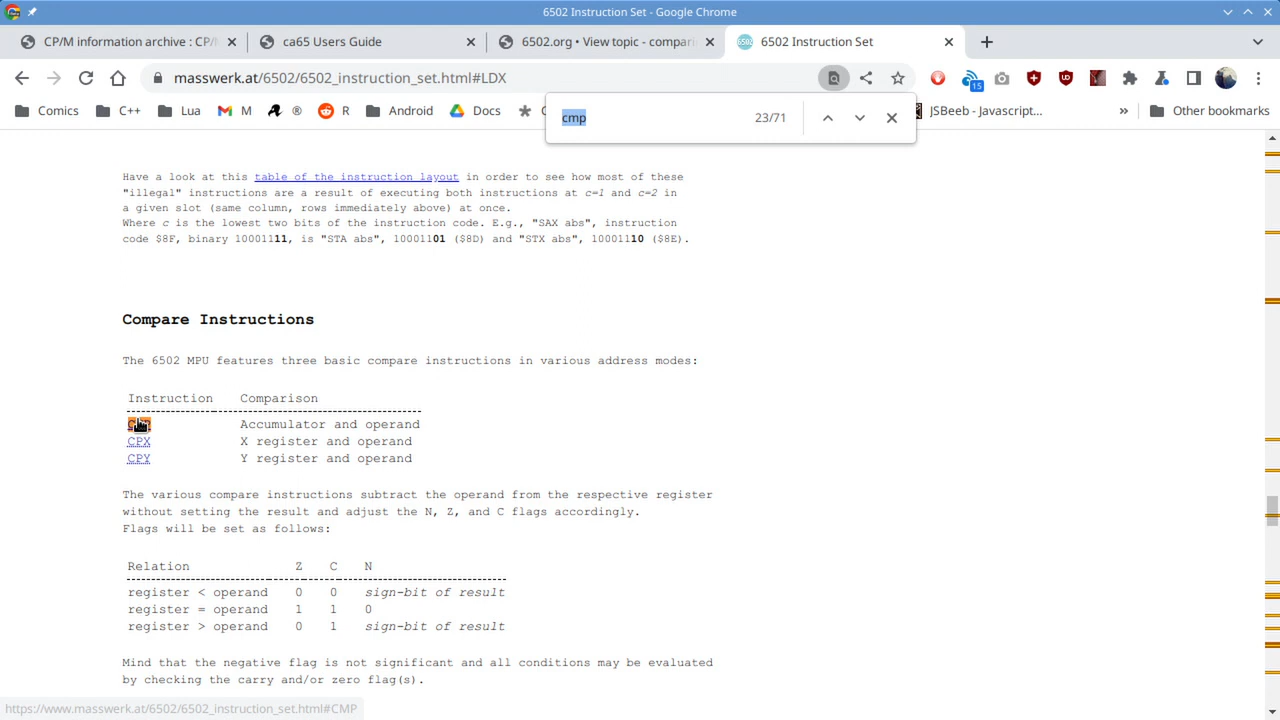 6502 Instruction Set - Google Chrome
CP/M information archive : CP/
ca65 Users Guide
6502.org • View topic - compari
6502 Instruction Set
masswerk.at/6502/6502_instruction_set.html#LDX
15
Comics
C++
Lua
M
®
R
Android
Docs
JSBeeb - Javascript...
»
Other bookmarks
cmp
23/71
Have a look at this table of the instruction layout in order to see how most of these
"illegal" instructions are a result of executing both instructions at c=1 and c=2 in
a given slot (same column, rows immediately above) at once.
Where c is the lowest two bits of the instruction code. E.g., "SAX abs", instruction
code $8F, binary 10001111, is "STA abs", 10001101 ($8D) and "STX abs", 10001110 ($8E).
Compare Instructions
The 6502 MPU features three basic compare instructions in various address modes:
Instruction Comparison
Accumulator and operand
CPX X register and operand
CPY Y register and operand
The various compare instructions subtract the operand from the respective register
without setting the result and adjust the N, Z, and C flags accordingly.
Flags will be set as follows:
Relation Z C N
register < operand 0 0 sign-bit of result
register = operand 1 1 0
register > operand 0 1 sign-bit of result
Mind that the negative flag is not significant and all conditions may be evaluated
by checking the carry and/or zero flag(s).
https://www.masswerk.at/6502/6502_instruction_set.html#CMP